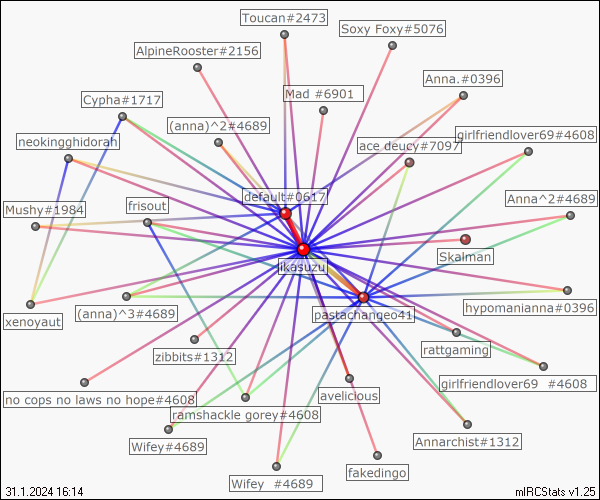 Toucan#2473
Soxy Foxy#5076
AlpineRooster#2156
Anna.#0396
Mad #6901
Cypha#1717
(anna)^2#4689
girlfriendlover69#4608
neokingghidorah
ace deucy#7097
default#0617
Anna^2#4689
Mushy#1984
frisout
Skalman
jikasuzu
hypomanianna#0396
xenoyaut
(anna)^3#4689
pastachangeo41
rattgaming
zibbits#1312
girlfriendlover69 #4608
no cops no laws no hope#4608
avelicious
ramshackle gorey#4608
Annarchist#1312
Wifey#4689
fakedingo
Wifey #4689
31.1.2024 16:14
mIRCStats v1.25